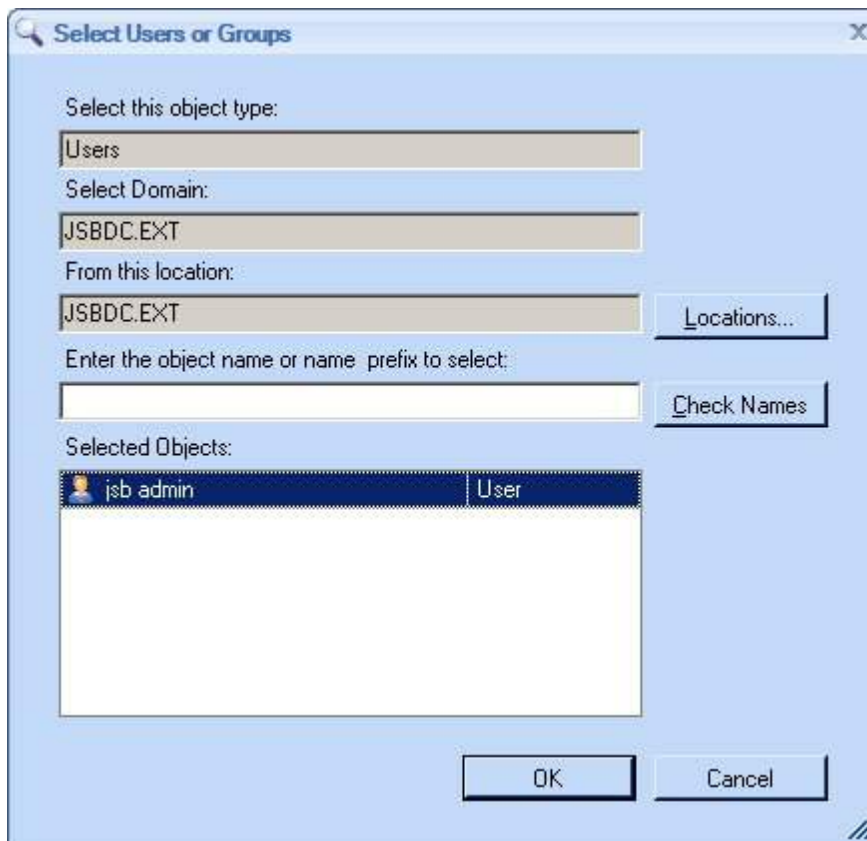 Select Users or Groups
Select this object type:
Users
Select Domain:
JSBDC.EXT
From this location:
JSBDC.EXT
Locations...
Enter the object name or name prefix to select:
Check Names
Selected Objects:
jsb admin User
OK Cancel